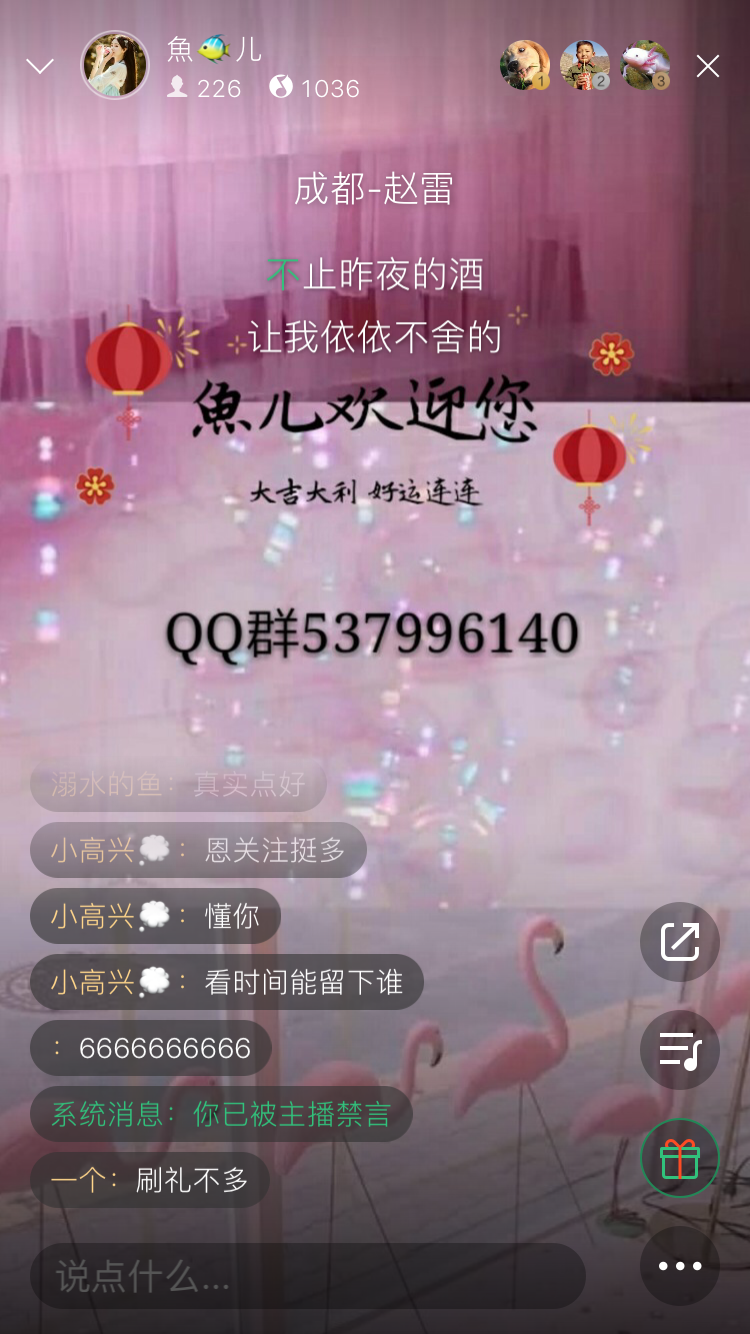 魚🐠儿
226 1036
1 2 3
成都-赵雷
不止昨夜的酒
让我依依不舍的
魚儿欢迎您
大吉大利 好运连连
QQ群537996140
溺水的鱼：真实点好
小高兴💭：恩关注挺多
小高兴💭：懂你
小高兴💭：看时间能留下谁
：6666666666
系统消息：你已被主播禁言
一个：刷礼不多
说点什么...